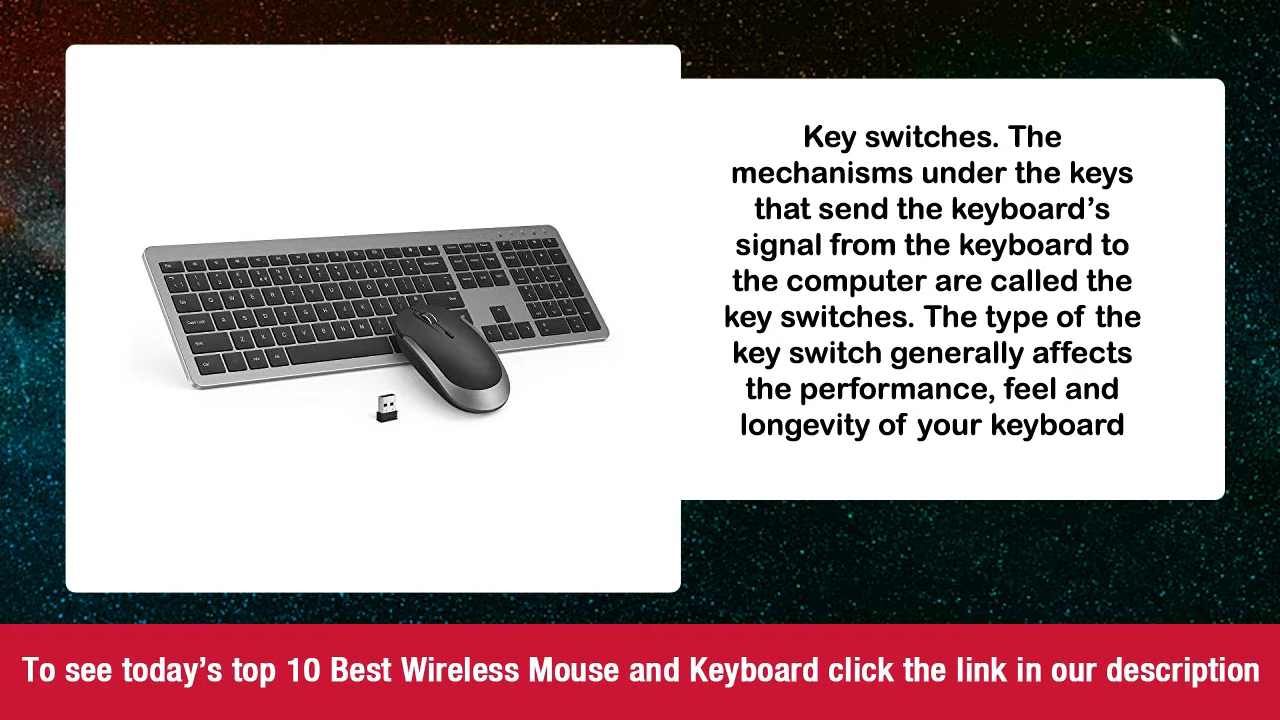 Key switches. The
mechanisms under the keys
that send the keyboard’s
signal from the keyboard to
the computer are called the
key switches. The type of the
key switch generally affects
the performance, feel and
longevity of your keyboard
To see today’s top 10 Best Wireless Mouse and Keyboard click the link in our description